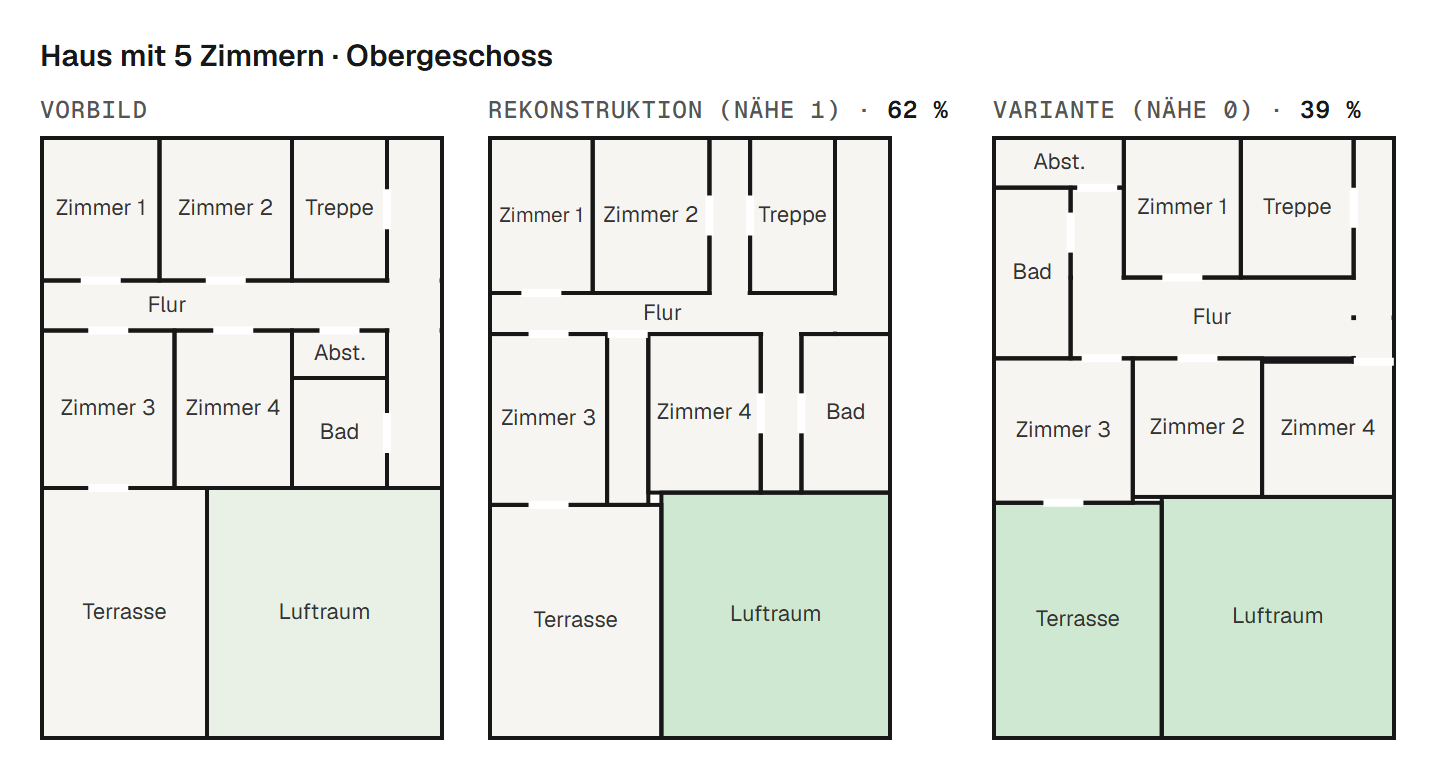 Haus mit 5 Zimmern · Obergeschoss
VORBILD
Zimmer 1
Zimmer 2
Treppe
Flur
Abst.
Zimmer 3
Zimmer 4
Bad
Terrasse
Luftraum
REKONSTRUKTION (NÄHE 1) · 62 %
Zimmer 1
Zimmer 2
Treppe
Flur
Zimmer 3
Zimmer 4
Bad
Terrasse
Luftraum
VARIANTE (NÄHE 0) · 39 %
Abst.
Zimmer 1
Treppe
Bad
Flur
Zimmer 3
Zimmer 2
Zimmer 4
Terrasse
Luftraum